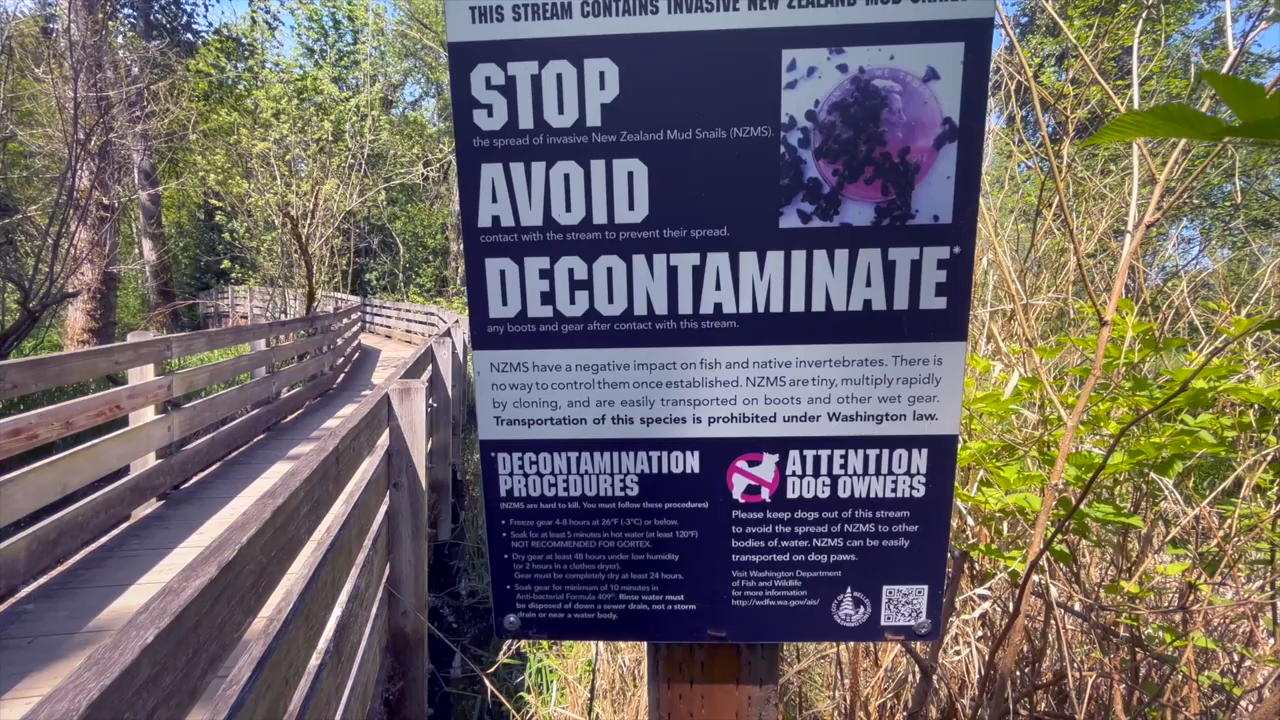 THIS STREAM CONTAINS INVASIVE NEW ZEALAND MUD SNAILS
STOP
the spread of invasive New Zealand Mud Snails (NZMS).
AVOID
contact with the stream to prevent their spread.
DECONTAMINATE*
any boots and gear after contact with this stream.
NZMS have a negative impact on fish and native invertebrates. There is
no way to control them once established. NZMS are tiny, multiply rapidly
by cloning, and are easily transported on boots and other wet gear.
Transportation of this species is prohibited under Washington law.
*DECONTAMINATION
PROCEDURES
(NZMS are hard to kill. You must follow these procedures)
• Freeze gear 4-8 hours at 26°F (-3°C) or below.
• Soak for at least 5 minutes in hot water (at least 120°F)
NOT RECOMMENDED FOR GORTEX.
• Dry gear at least 48 hours under low humidity
(or 2 hours in a clothes dryer).
Gear must be completely dry at least 24 hours.
• Soak gear for minimum of 10 minutes in
Anti-bacterial Formula 409®. Rinse water must
be disposed of down a sewer drain, not a storm
drain or near a water body.
ATTENTION
DOG OWNERS
Please keep dogs out of this stream
to avoid the spread of NZMS to other
bodies of water. NZMS can be easily
transported on dog paws.
Visit Washington Department
of Fish and Wildlife
for more information
http://wdfw.wa.gov/ais/